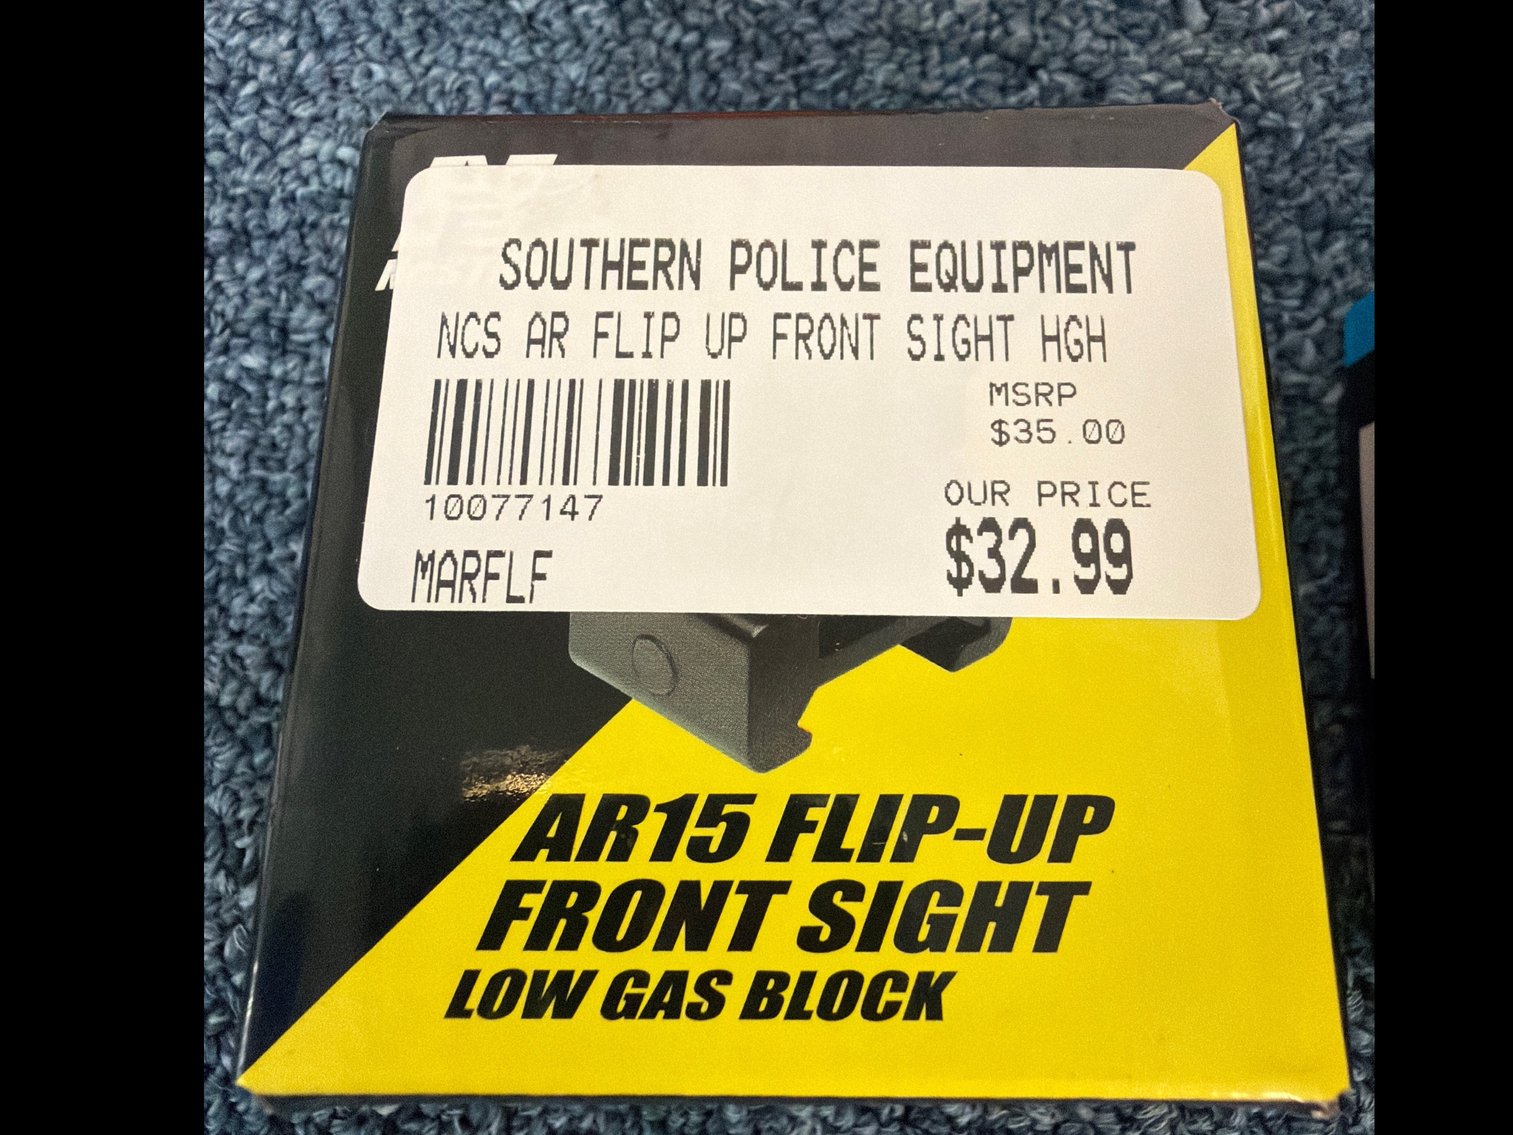 SOUTHERN POLICE EQUIPMENT
NCS AR FLIP UP FRONT SIGHT HGH
MSRP
$35.00
10077147
OUR PRICE
$32.99
MARFLF
AR15 FLIP-UP
FRONT SIGHT
LOW GAS BLOCK